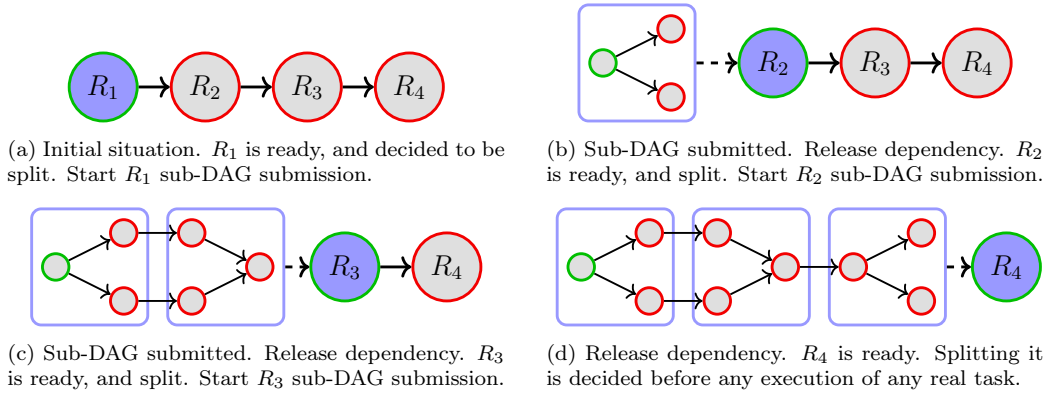 R₁ R₂ R₃ R₄
(a) Initial situation. R₁ is ready, and decided to be
split. Start R₁ sub-DAG submission.
R₂ R₃ R₄
(b) Sub-DAG submitted. Release dependency. R₂
is ready, and split. Start R₂ sub-DAG submission.
R₃ R₄
(c) Sub-DAG submitted. Release dependency. R₃
is ready, and split. Start R₃ sub-DAG submission.
R₄
(d) Release dependency. R₄ is ready. Splitting it
is decided before any execution of any real task.